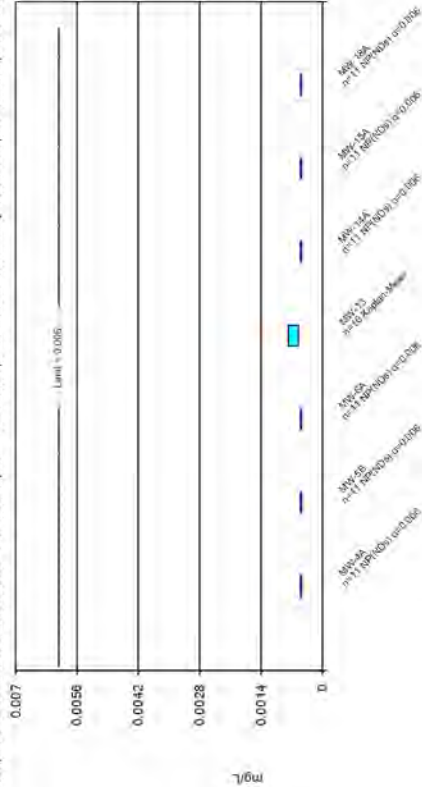 0.007
0.0056
0.0042
0.0028
0.0014
0
mg/L
Limit = 0.006
MW-4A
n=11 NP(NDs) α=0.006
MW-5B
n=11 NP(NDs) α=0.006
MW-6A
n=11 NP(NDs) α=0.006
MW-13
n=10 Kaplan-Meier
MW-14A
n=11 NP(NDs) α=0.006
MW-15A
n=11 NP(NDs) α=0.006
MW-18A
n=11 NP(NDs) α=0.006